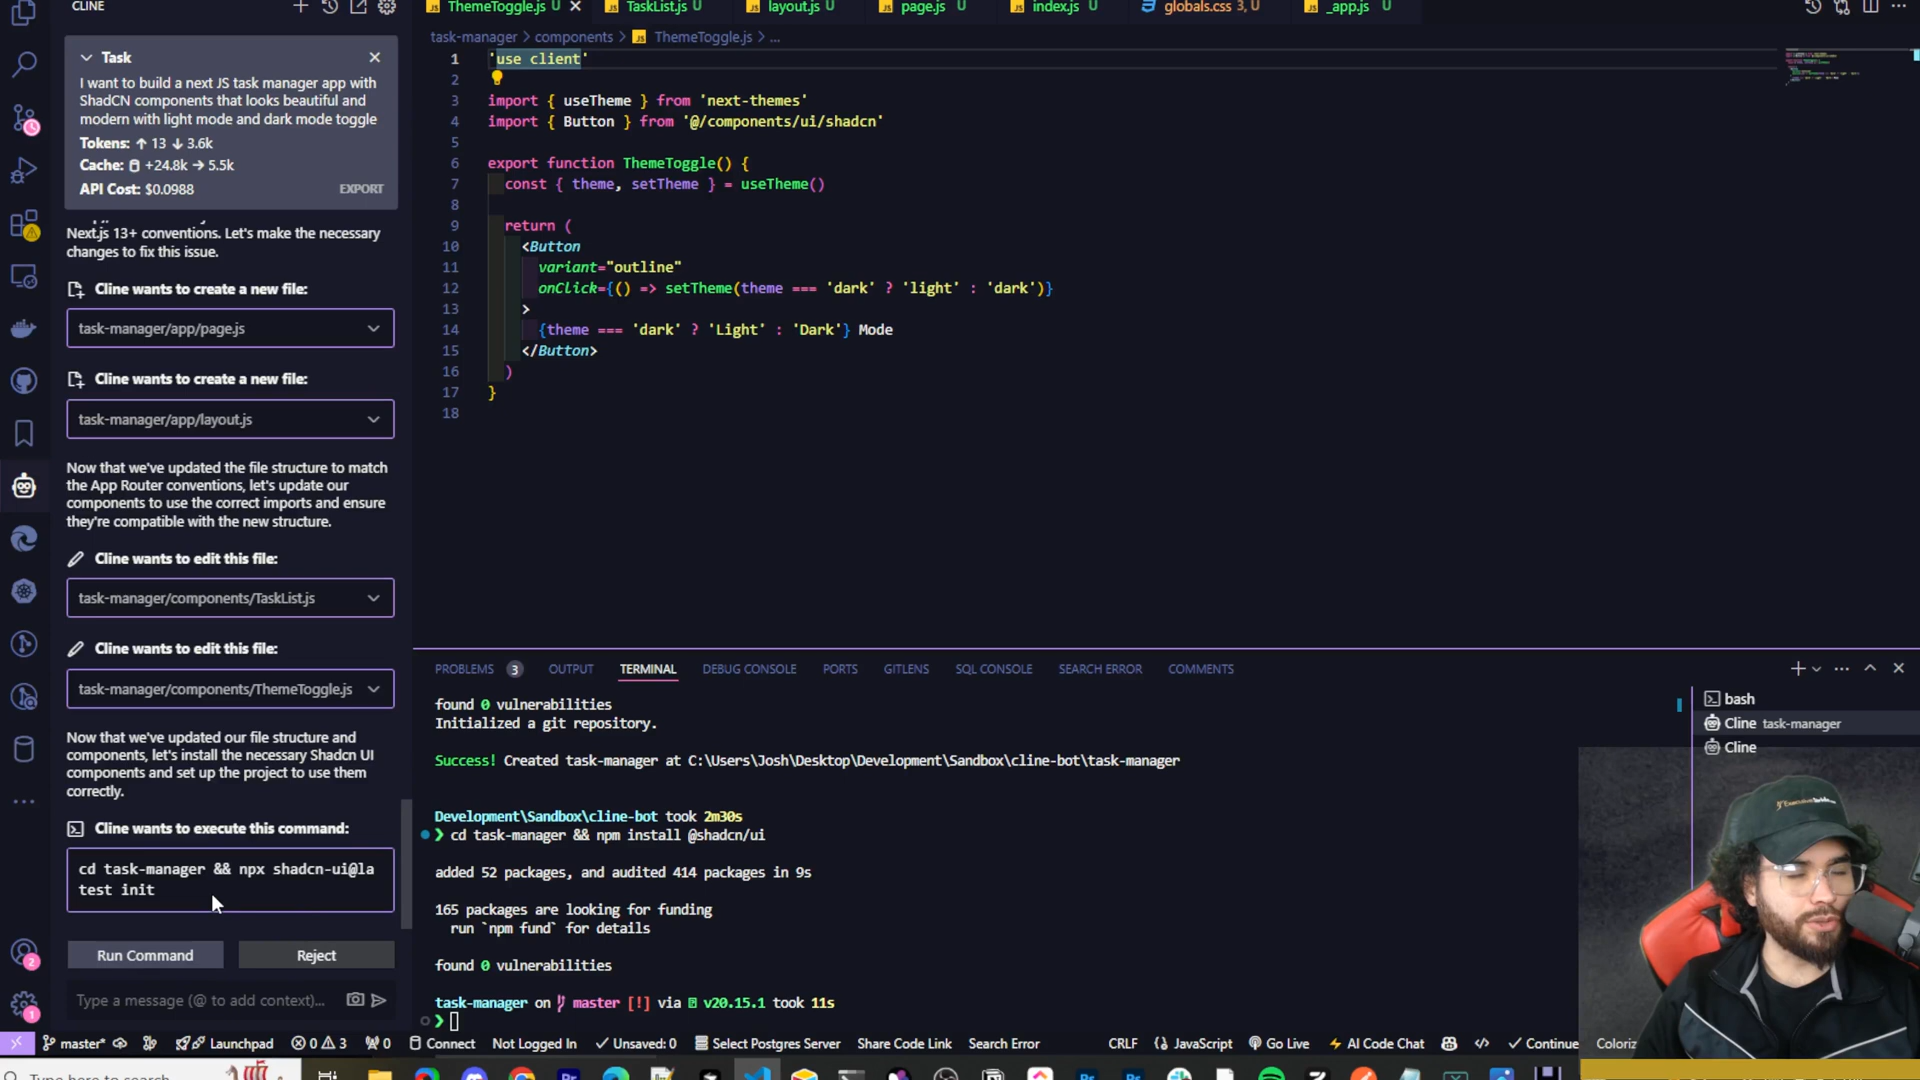 CLINE
Task
I want to build a next JS task manager app with
ShadCN components that looks beautiful and
modern with light mode and dark mode toggle
Tokens: ↑ 13 ↓ 3.6k
Cache: +24.8k → 5.5k
API Cost: $0.0988
EXPORT
Next.js 13+ conventions. Let's make the necessary
changes to fix this issue.
Cline wants to create a new file:
task-manager/app/page.js
Cline wants to create a new file:
task-manager/app/layout.js
Now that we've updated the file structure to match
the App Router conventions, let's update our
components to use the correct imports and ensure
they're compatible with the new structure.
Cline wants to edit this file:
task-manager/components/TaskList.js
Cline wants to edit this file:
task-manager/components/ThemeToggle.js
Now that we've updated our file structure and
components, let's install the necessary Shadcn UI
components and set up the project to use them
correctly.
Cline wants to execute this command:
cd task-manager && npx shadcn-ui@la
test init
Run Command Reject
Type a message (@ to add context)...
ThemeToggle.js U TaskList.js U layout.js U page.js U index.js U globals.css 3, U _app.js U
task-manager > components > ThemeToggle.js > ...
1 'use client'
2
3 import { useTheme } from 'next-themes'
4 import { Button } from '@/components/ui/shadcn'
5
6 export function ThemeToggle() {
7 const { theme, setTheme } = useTheme()
8
9 return (
10 <Button
11 variant="outline"
12 onClick={() => setTheme(theme === 'dark' ? 'light' : 'dark')}
13 >
14 {theme === 'dark' ? 'Light' : 'Dark'} Mode
15 </Button>
16 )
17 }
18
PROBLEMS 3 OUTPUT TERMINAL DEBUG CONSOLE PORTS GITLENS SQL CONSOLE SEARCH ERROR COMMENTS
found 0 vulnerabilities
Initialized a git repository.
Success! Created task-manager at C:\Users\Josh\Desktop\Development\Sandbox\cline-bot\task-manager
Development\Sandbox\cline-bot took 2m30s
❯ cd task-manager && npm install @shadcn/ui
added 52 packages, and audited 414 packages in 9s
165 packages are looking for funding
run `npm fund` for details
found 0 vulnerabilities
task-manager on master [!] via v20.15.1 took 11s
❯
bash
Cline task-manager
Cline
2
1
master* Launchpad 0 3 0 Connect Not Logged In Unsaved: 0 Select Postgres Server Share Code Link Search Error CRLF JavaScript Go Live AI Code Chat Continue Coloriz
Type here to search